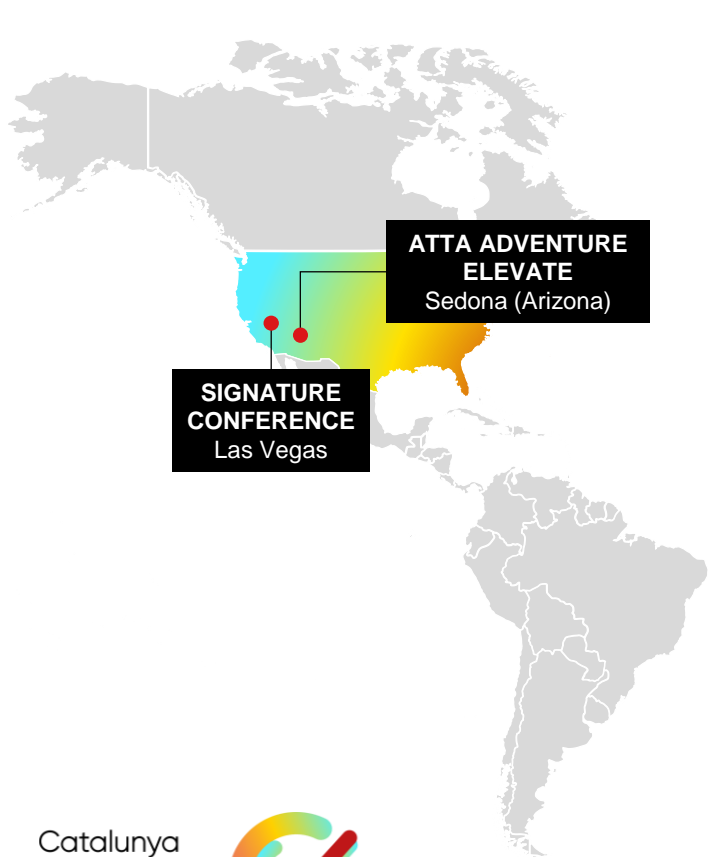 ATTA ADVENTURE
ELEVATE
Sedona (Arizona)
SIGNATURE
CONFERENCE
Las Vegas
Catalunya